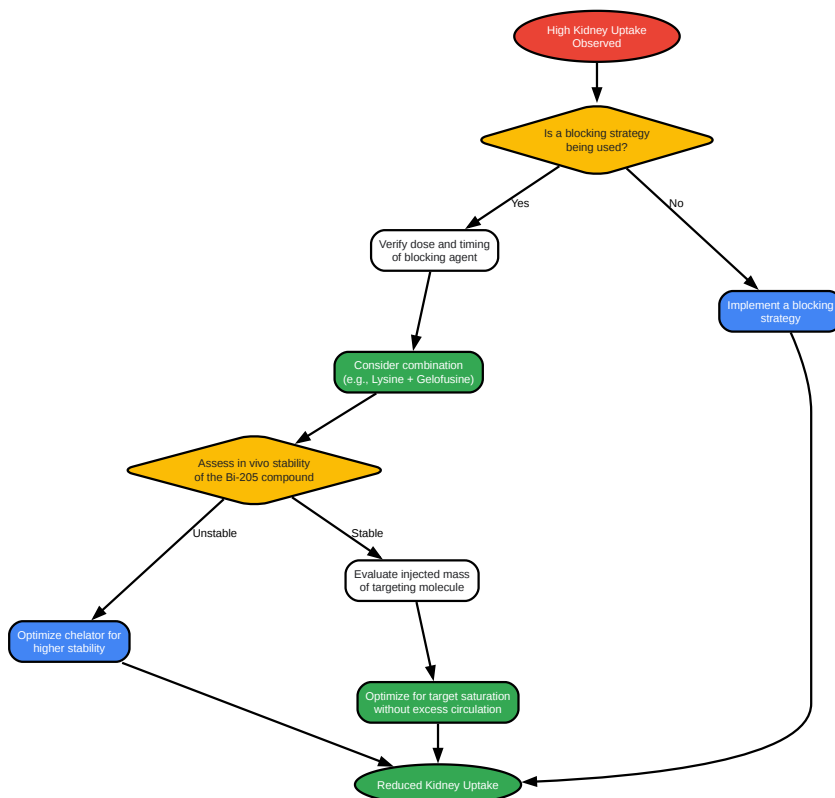 High Kidney Uptake
Observed
Is a blocking strategy
being used?
Yes
No
Verify dose and timing
of blocking agent
Implement a blocking
strategy
Consider combination
(e.g., Lysine + Gelofusine)
Assess in vivo stability
of the Bi-205 compound
Unstable
Stable
Evaluate injected mass
of targeting molecule
Optimize chelator for
higher stability
Optimize for target saturation
without excess circulation
Reduced Kidney Uptake